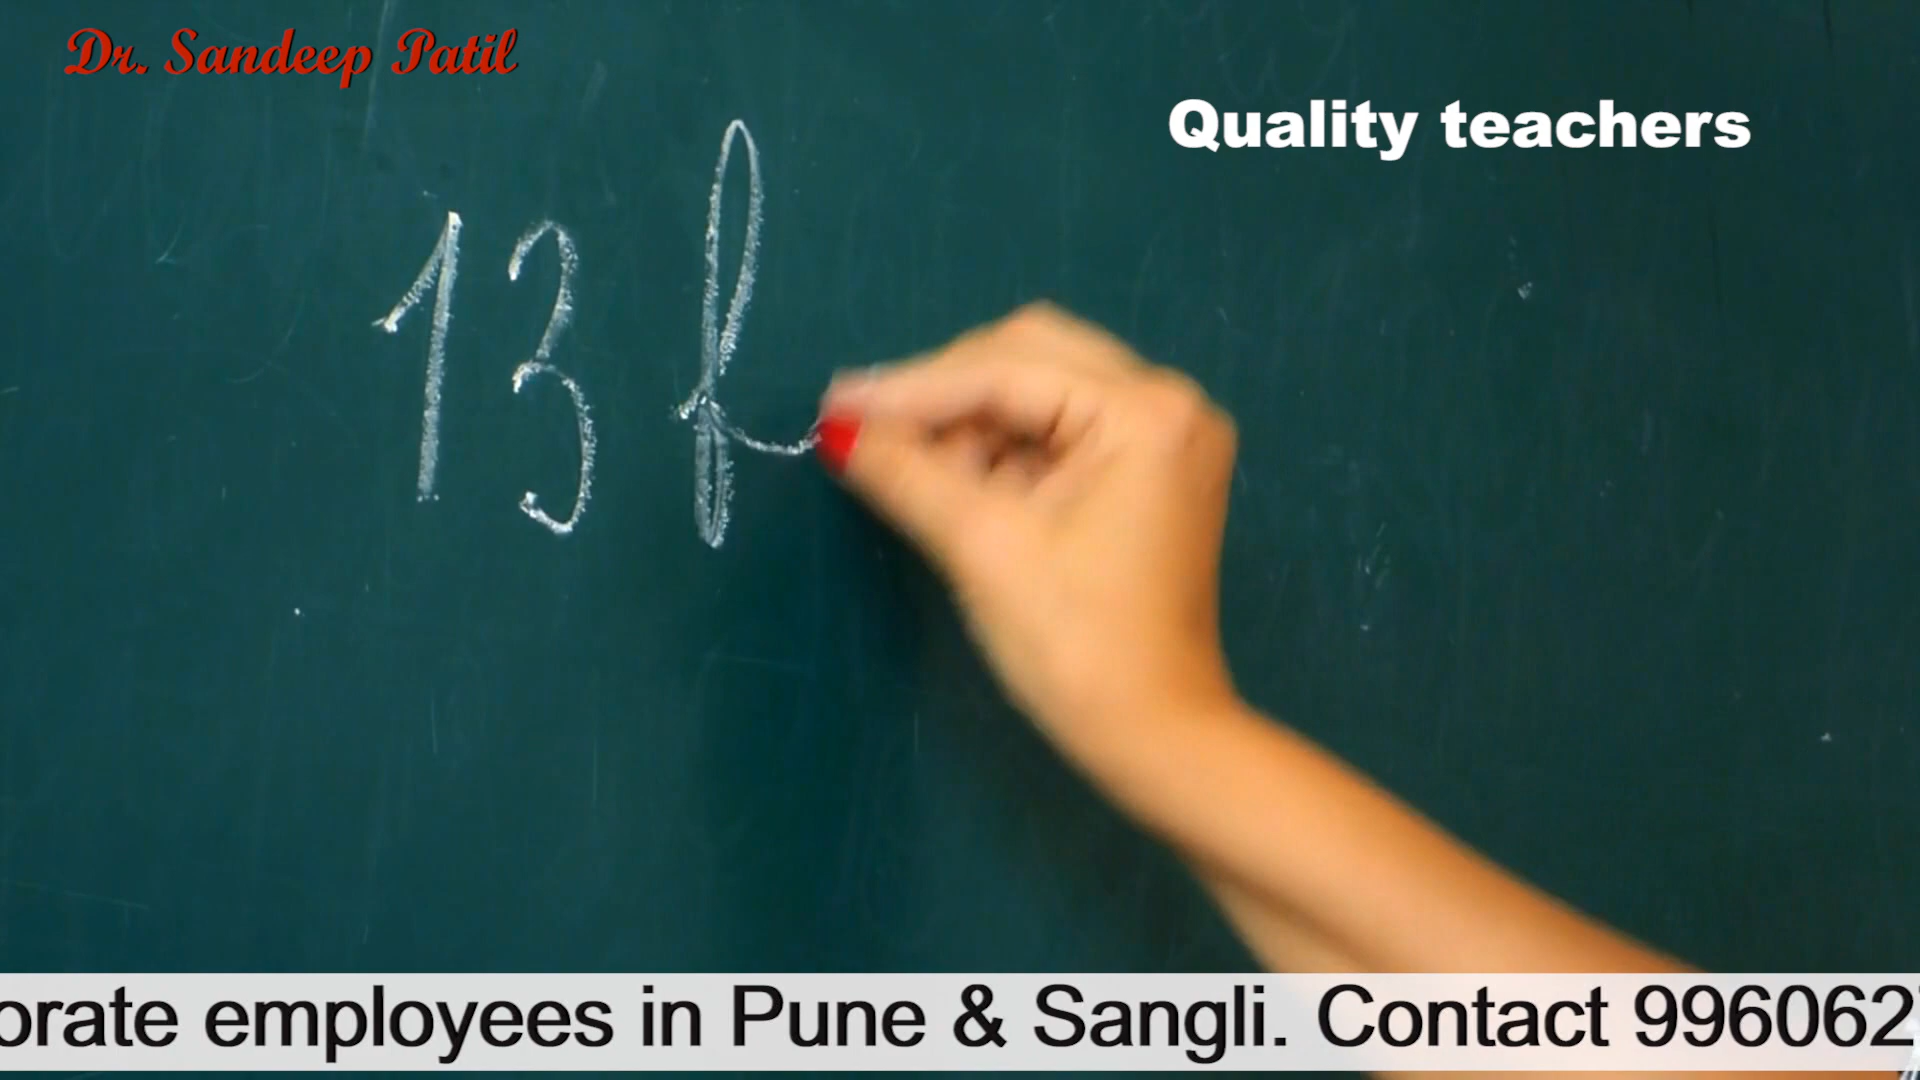 Dr. Sandeep Patil
Quality teachers
13 f
orate employees in Pune & Sangli. Contact 996062